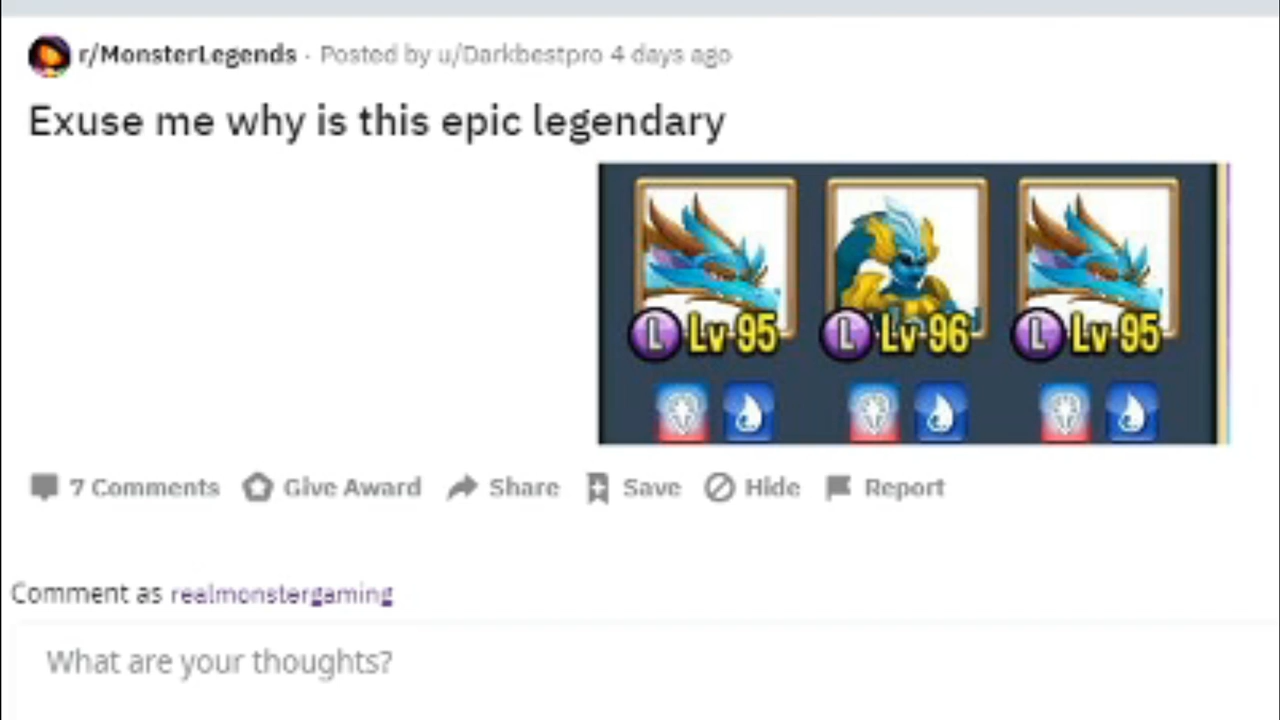 r/MonsterLegends · Posted by u/Darkbestpro 4 days ago
Exuse me why is this epic legendary
L Lv 95 L Lv 96 L Lv 95
7 Comments Give Award Share Save Hide Report
Comment as realmonstergaming
What are your thoughts?